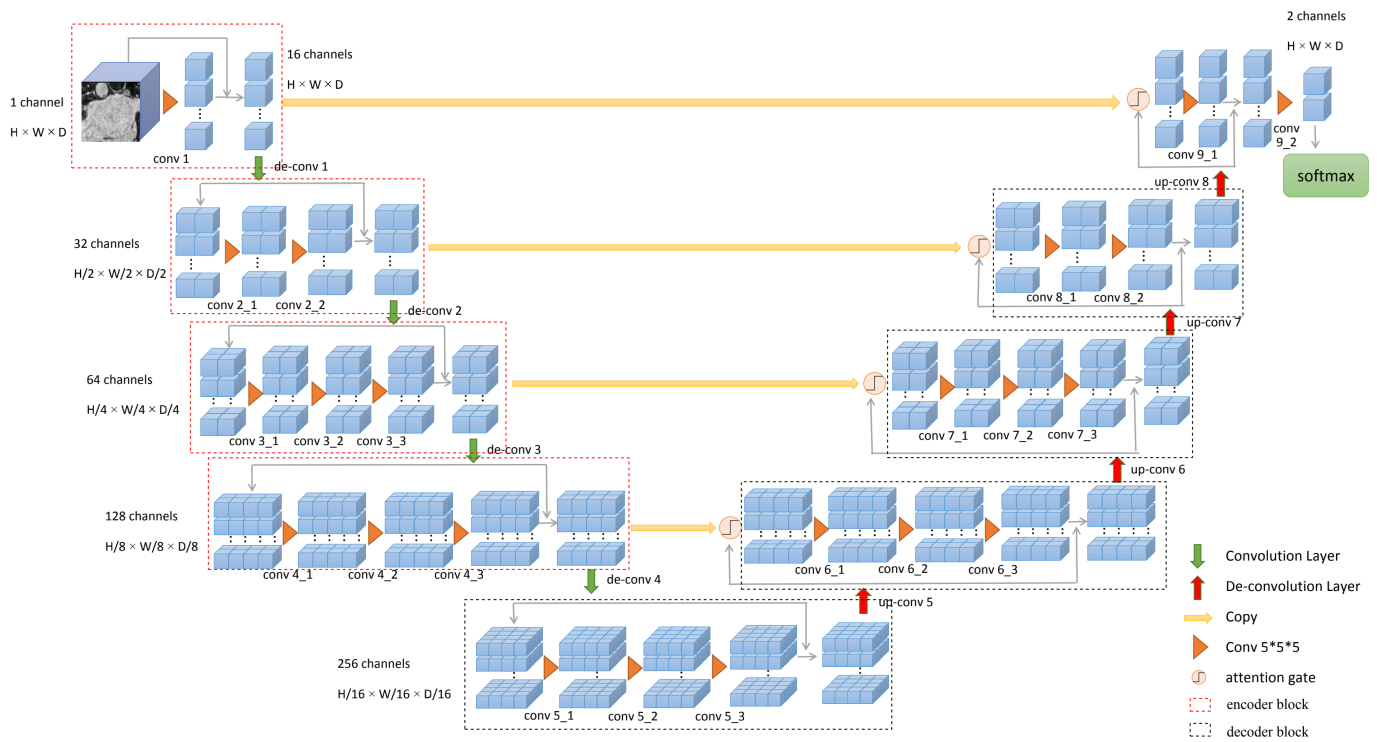 2 channels
H × W × D
16 channels
H × W × D
1 channel
H × W × D
conv 1
conv 9_1
conv
9_2
softmax
de-conv 1
up-conv 8
32 channels
H/2 × W/2 × D/2
conv 2_1
conv 2_2
conv 8_1
conv 8_2
de-conv 2
up-conv 7
64 channels
H/4 × W/4 × D/4
conv 3_1
conv 3_2
conv 3_3
conv 7_1
conv 7_2
conv 7_3
de-conv 3
up-conv 6
128 channels
H/8 × W/8 × D/8
conv 4_1
conv 4_2
conv 4_3
conv 6_1
conv 6_2
conv 6_3
de-conv 4
up-conv 5
256 channels
H/16 × W/16 × D/16
conv 5_1
conv 5_2
conv 5_3
Convolution Layer
De-convolution Layer
Copy
Conv 5*5*5
attention gate
encoder block
decoder block